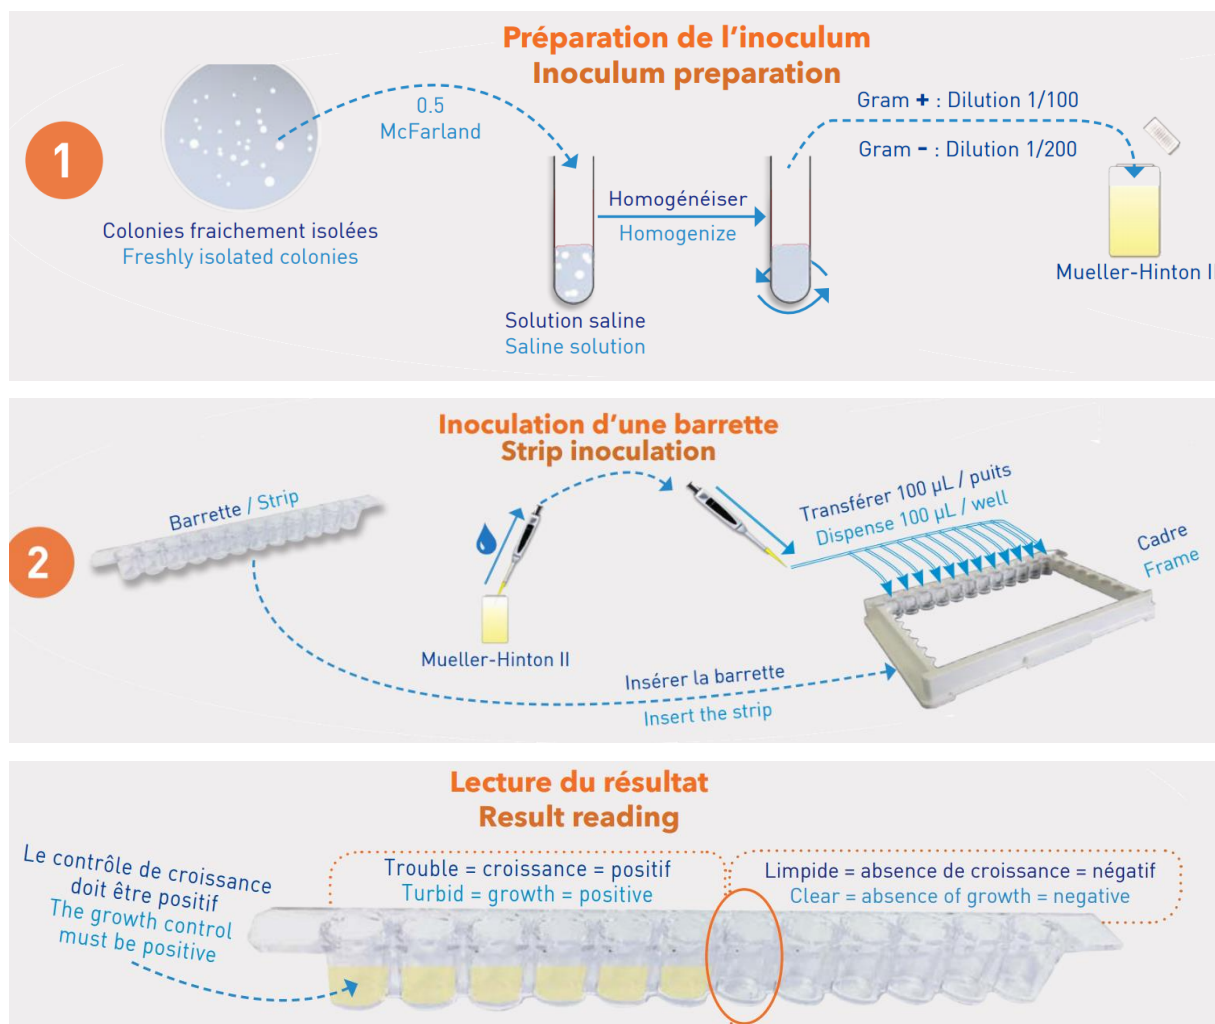 Préparation de l’inoculum
Inoculum preparation
1
0.5
McFarland
Gram + : Dilution 1/100
Gram - : Dilution 1/200
Homogénéiser
Homogenize
Colonies fraichement isolées
Freshly isolated colonies
Mueller-Hinton II
Solution saline
Saline solution
Inoculation d’une barrette
Strip inoculation
2
Barrette / Strip
Transférer 100 µL / puits
Dispense 100 µL / well
Cadre
Frame
Mueller-Hinton II
Insérer la barrette
Insert the strip
Lecture du résultat
Result reading
Le contrôle de croissance
doit être positif
The growth control
must be positive
Trouble = croissance = positif
Turbid = growth = positive
Limpide = absence de croissance = négatif
Clear = absence of growth = negative